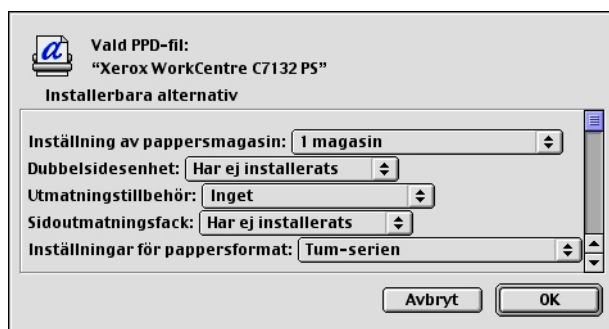 Vald PPD-fil:
“Xerox WorkCentre C7132 PS”
Installerbara alternativ
Inställning av pappersmagasin: 1 magasin
Dubbelsidesenhet: Har ej installerats
Utmatningstillbehör: Inget
Sidoutmatningsfack: Har ej installerats
Inställningar för pappersformat: Tum-serien
Avbryt OK